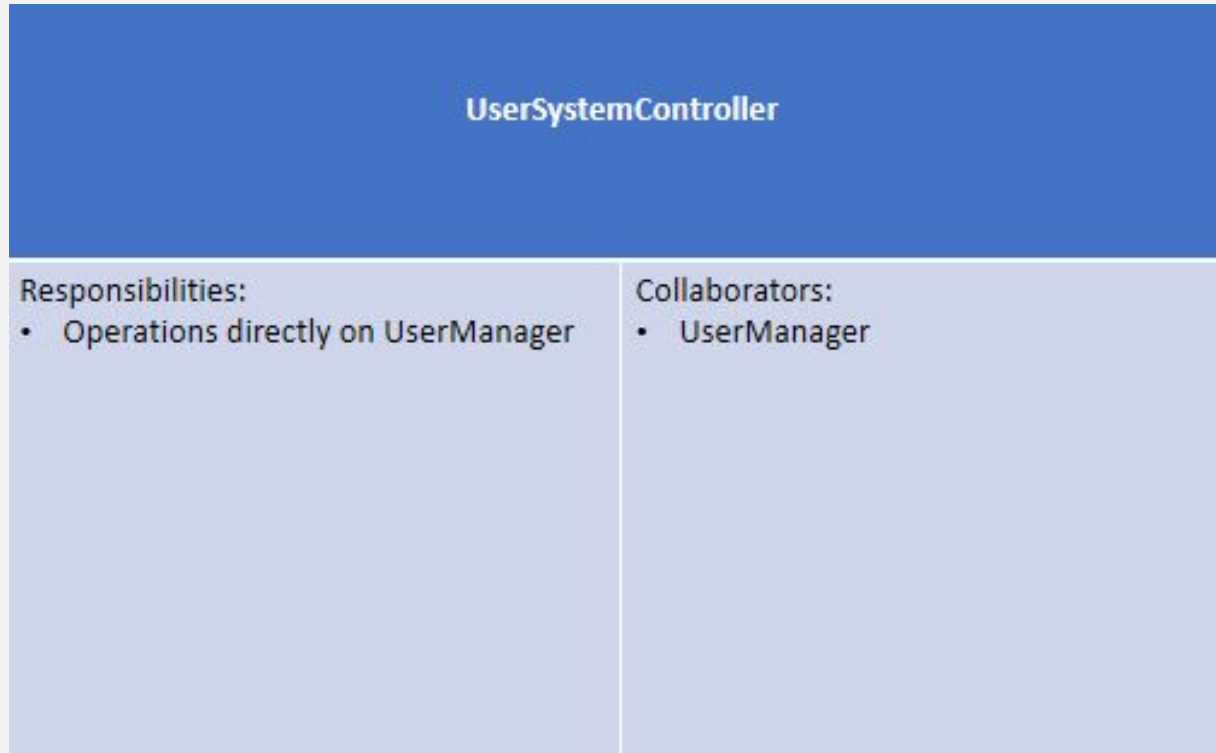 UserSystemController
Responsibilities:
• Operations directly on UserManager
Collaborators:
• UserManager